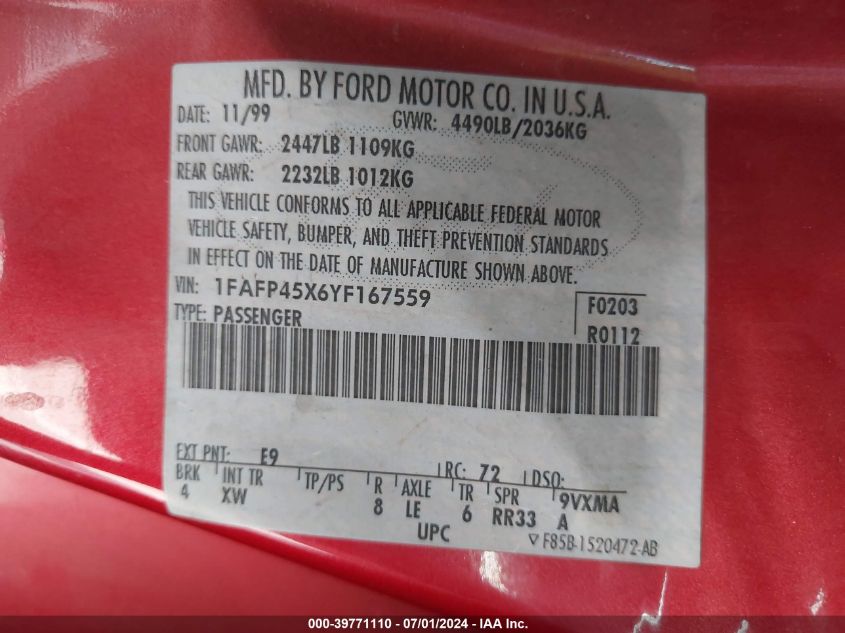 MFD. BY FORD MOTOR CO. IN U.S.A.
DATE: 11/99 GVWR: 4490LB/2036KG
FRONT GAWR: 2447LB 1109KG
REAR GAWR: 2232LB 1012KG
THIS VEHICLE CONFORMS TO ALL APPLICABLE FEDERAL MOTOR
VEHICLE SAFETY, BUMPER, AND THEFT PREVENTION STANDARDS
IN EFFECT ON THE DATE OF MANUFACTURE SHOWN ABOVE.
VIN: 1FAFP45X6YF167559 F0203
TYPE: PASSENGER R0112
EXT PNT: E9 RC: 72 DSO:
BRK INT TR TP/PS R AXLE TR SPR 9VXMA
4 XW 8 LE 6 RR33 A
UPC ▽F85B-1520472-AB
000-39771110 - 07/01/2024 - IAA Inc.